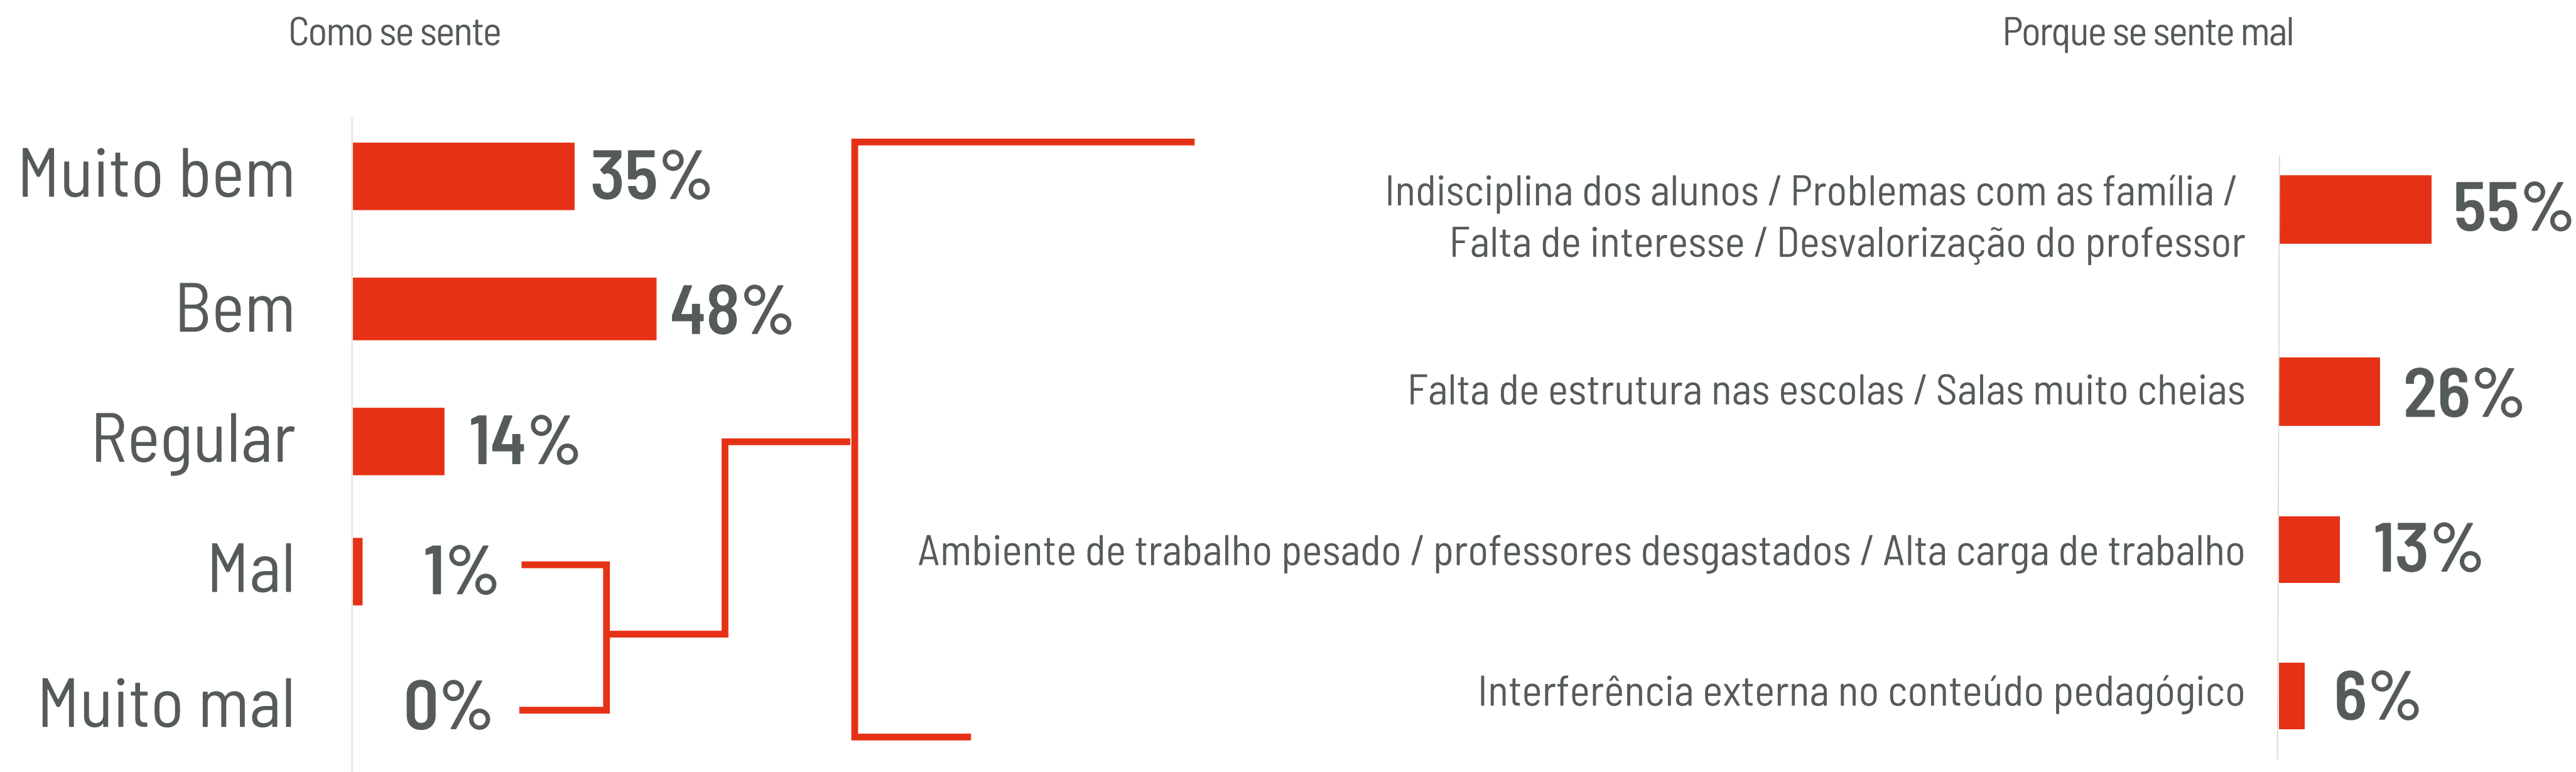 Como se sente
Muito bem 35%
Bem 48%
Regular 14%
Mal 1%
Muito mal 0%
Porque se sente mal
Indisciplina dos alunos / Problemas com as família /
Falta de interesse / Desvalorização do professor
55%
Falta de estrutura nas escolas / Salas muito cheias 26%
Ambiente de trabalho pesado / professores desgastados / Alta carga de trabalho 13%
Interferência externa no conteúdo pedagógico 6%